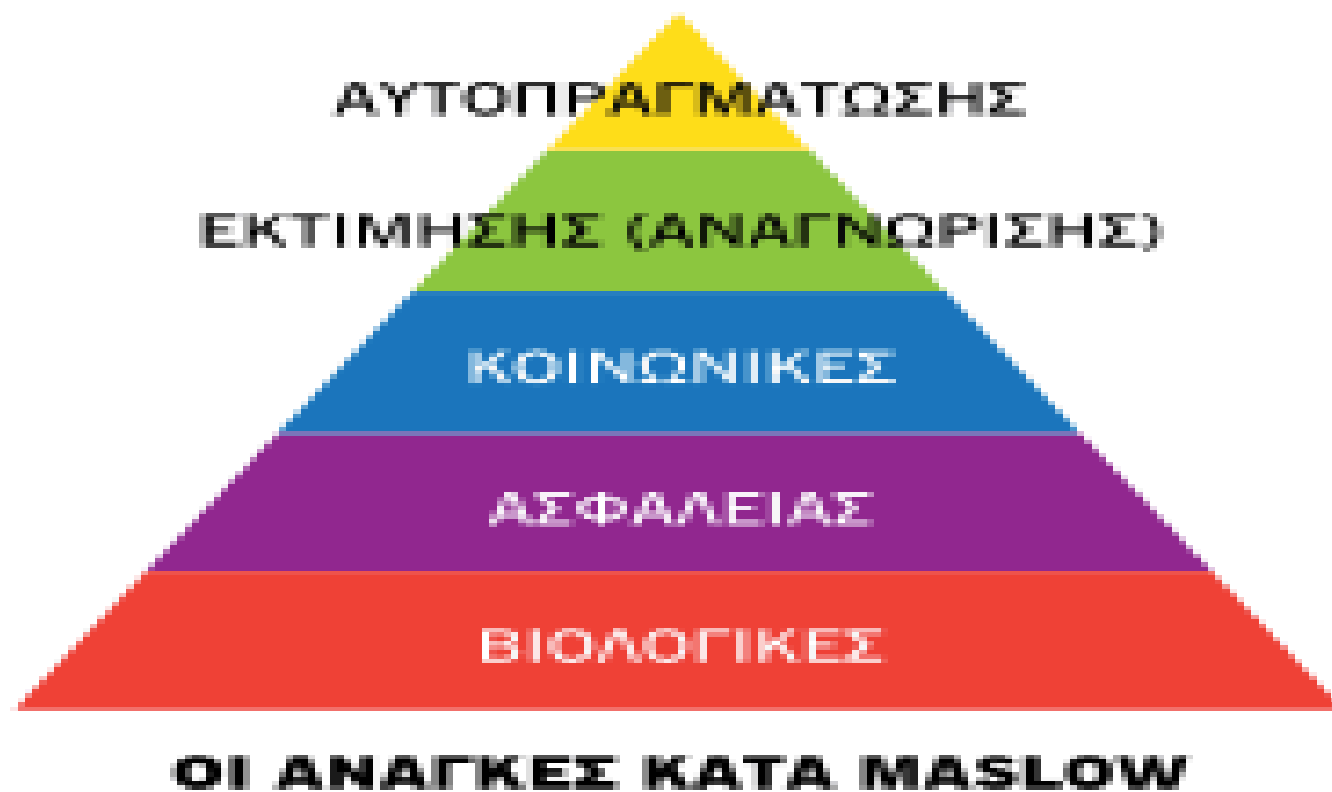 ΑΥΤΟΠΡΑΓΜΑΤΩΣΗΣ
ΕΚΤΙΜΗΣΗΣ (ΑΝΑΓΝΩΡΙΣΗΣ)
ΚΟΙΝΩΝΙΚΕΣ
ΑΣΦΑΛΕΙΑΣ
ΒΙΟΛΟΓΙΚΕΣ
ΟΙ ΑΝΑΓΚΕΣ ΚΑΤΑ MASLOW